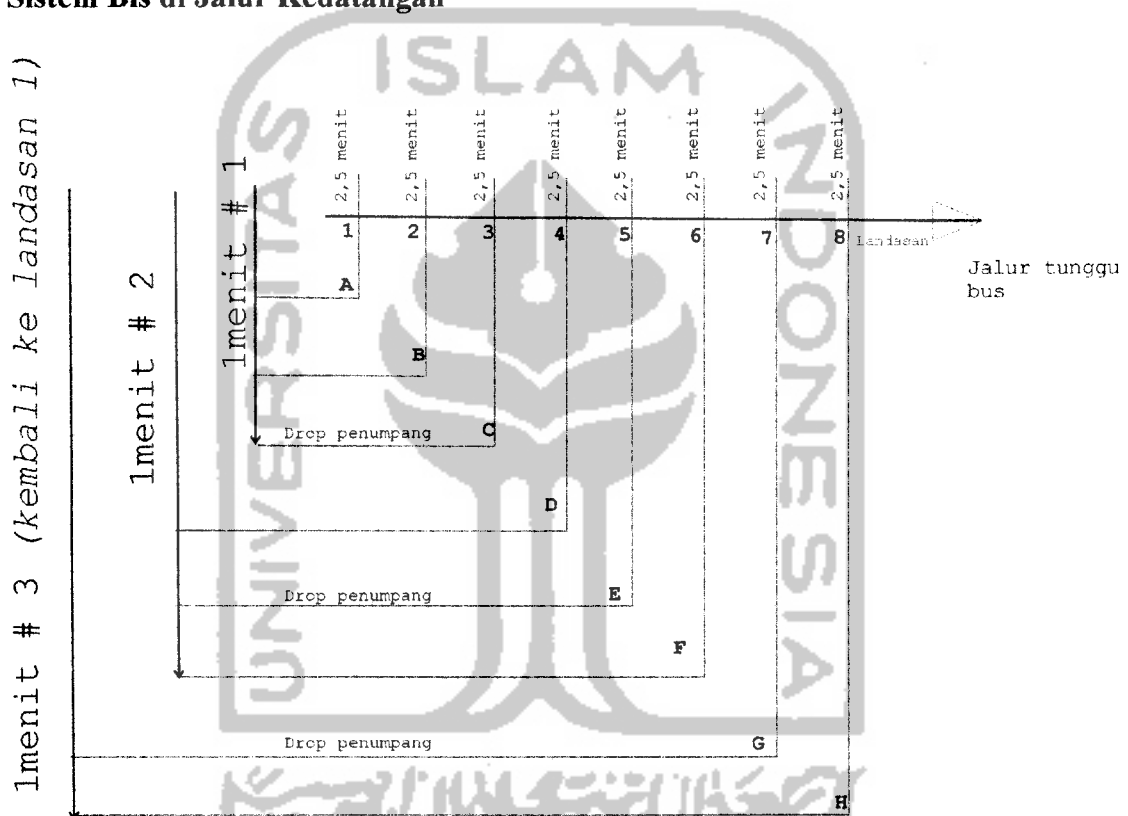 Sistem Bis di Jalur Kedatangan
ISLAM
UNIVERSITAS
INDONESIA
1menit # 3 (kembali ke landasan 1)
1menit # 2
1menit # 1
2,5 menit
2,5 menit
2,5 menit
2,5 menit
2,5 menit
2,5 menit
2,5 menit
2,5 menit
1 2 3 4 5 6 7 8
Landasan
Jalur tunggu
bus
A
B
Drop penumpang C
D
Drop penumpang E
F
Drop penumpang G
H